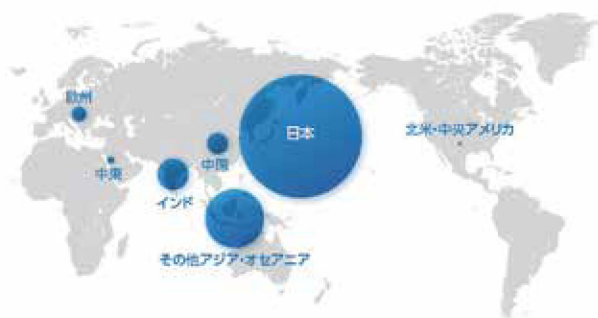 欧州
日本
北米・中央アメリカ
中東
中国
インド
その他アジア・オセアニア